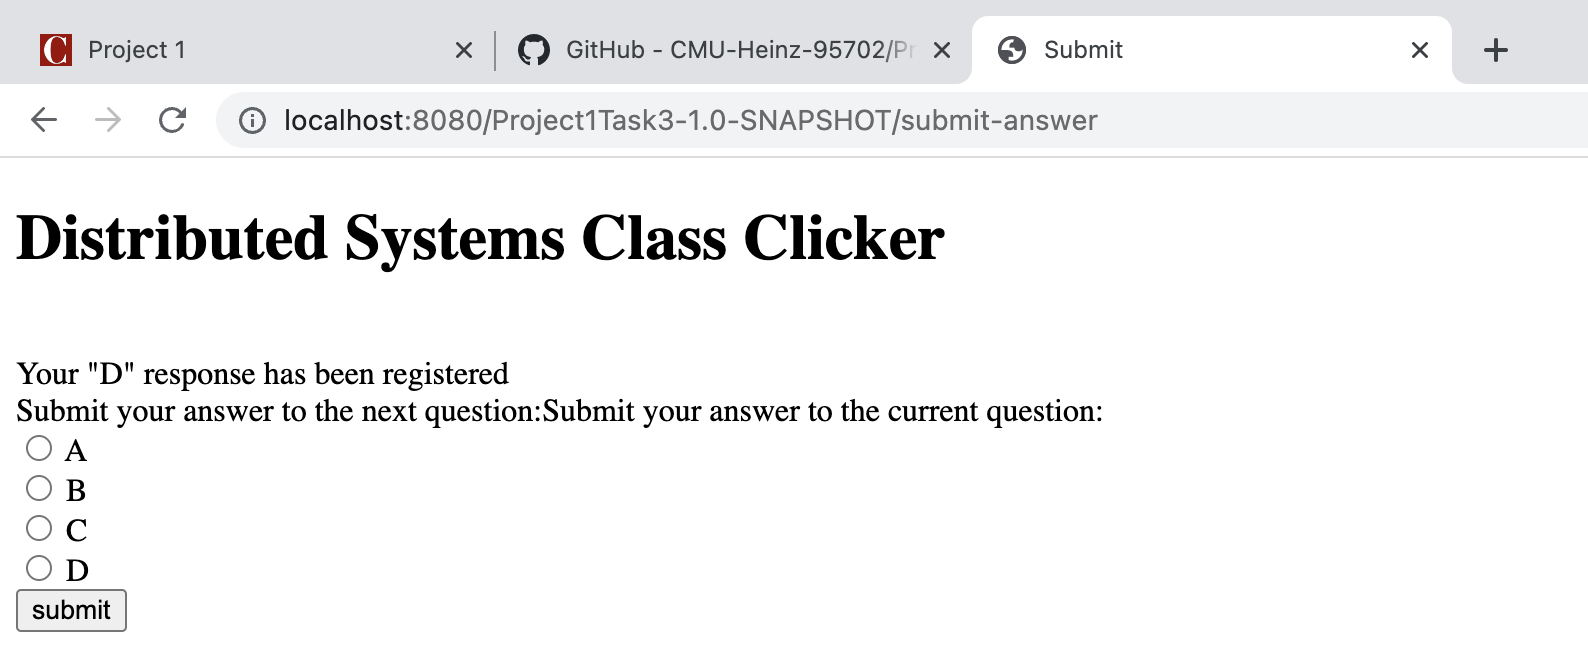 Project 1
GitHub - CMU-Heinz-95702/Pr
Submit
localhost:8080/Project1Task3-1.0-SNAPSHOT/submit-answer
Distributed Systems Class Clicker
Your "D" response has been registered
Submit your answer to the next question:Submit your answer to the current question:
A
B
C
D
submit